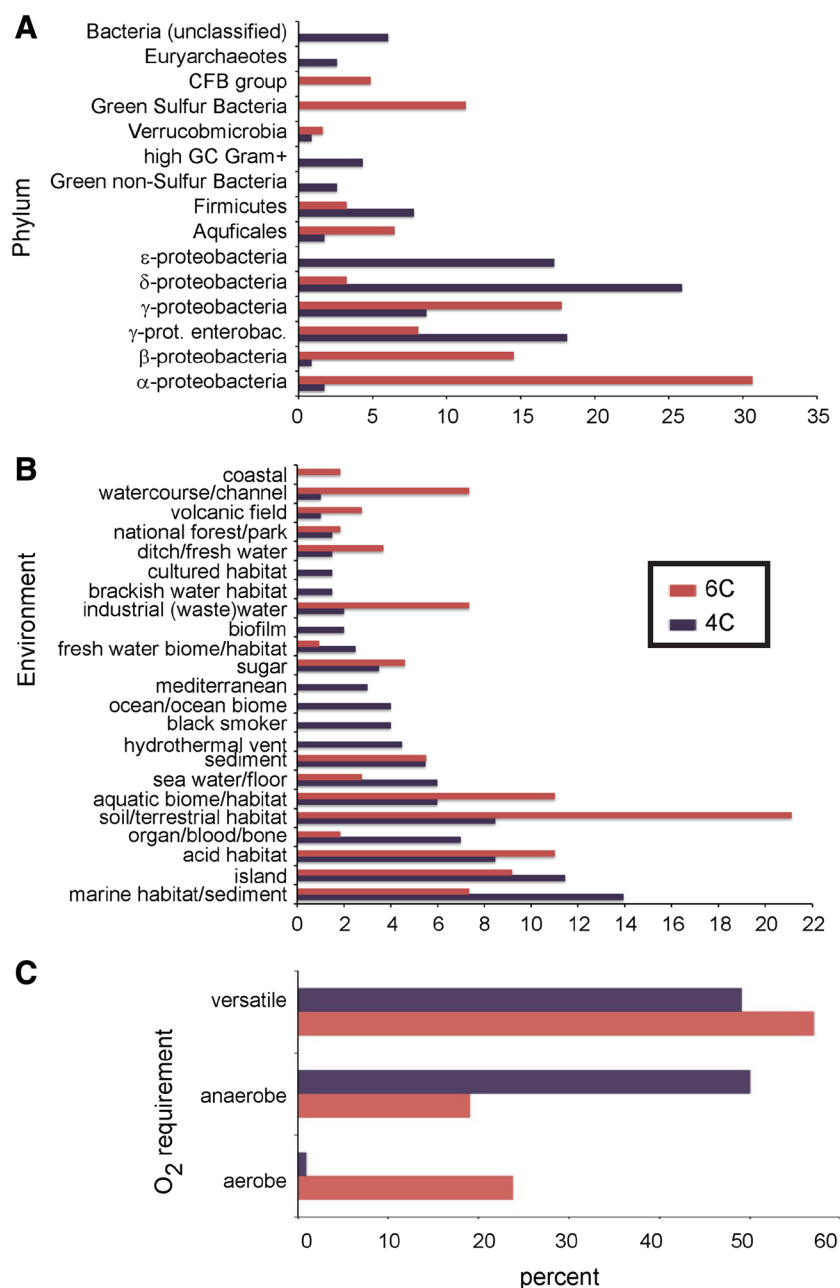 A
Phylum
Bacteria (unclassified)
Euryarchaeotes
CFB group
Green Sulfur Bacteria
Verrucobmicrobia
high GC Gram+
Green non-Sulfur Bacteria
Firmicutes
Aquficales
ε-proteobacteria
δ-proteobacteria
γ-proteobacteria
γ-prot. enterobac.
β-proteobacteria
α-proteobacteria
0 5 10 15 20 25 30 35
B
Environment
coastal
watercourse/channel
volcanic field
national forest/park
ditch/fresh water
cultured habitat
brackish water habitat
industrial (waste)water
biofilm
fresh water biome/habitat
sugar
mediterranean
ocean/ocean biome
black smoker
hydrothermal vent
sediment
sea water/floor
aquatic biome/habitat
soil/terrestrial habitat
organ/blood/bone
acid habitat
island
marine habitat/sediment
0 2 4 6 8 10 12 14 16 18 20 22
6C
4C
C
O2 requirement
versatile
anaerobe
aerobe
0 10 20 30 40 50 60
percent